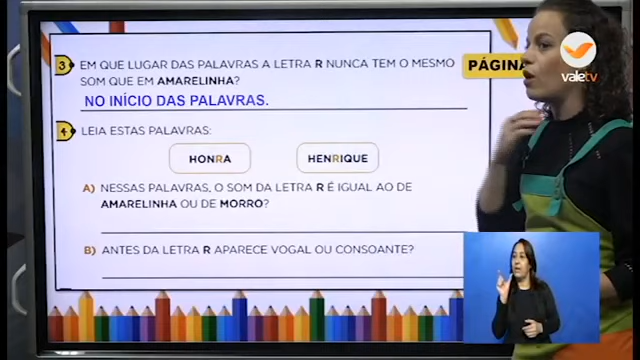 3 EM QUE LUGAR DAS PALAVRAS A LETRA R NUNCA TEM O MESMO
SOM QUE EM AMARELINHA?
NO INÍCIO DAS PALAVRAS.
PÁGINA
valetv
4 LEIA ESTAS PALAVRAS:
HONRA HENRIQUE
A) NESSAS PALAVRAS, O SOM DA LETRA R É IGUAL AO DE
AMARELINHA OU DE MORRO?
B) ANTES DA LETRA R APARECE VOGAL OU CONSOANTE?